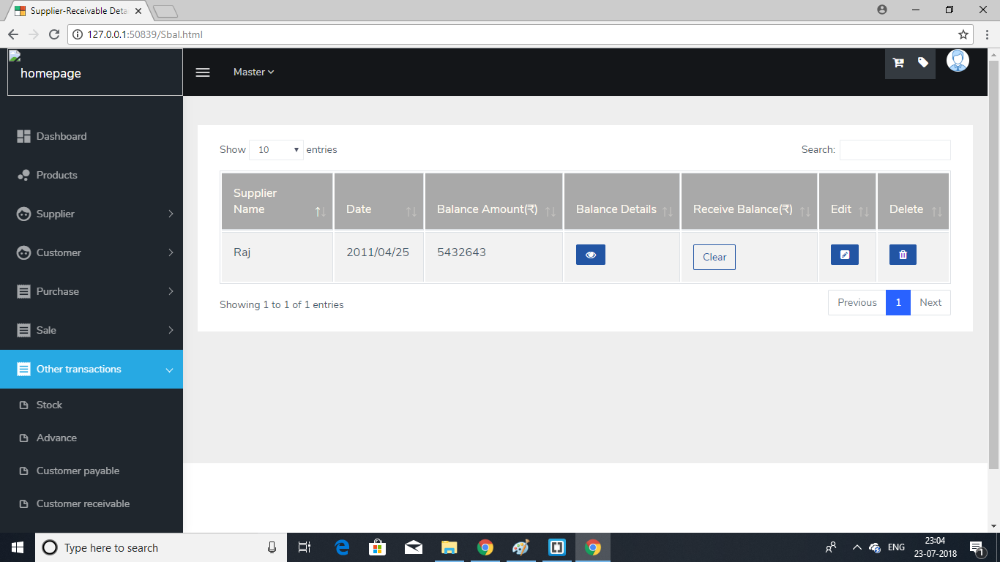 Supplier-Receivable Deta
127.0.0.1:50839/Sbal.html
homepage
Master
Dashboard
Products
Supplier
Customer
Purchase
Sale
Other transactions
Stock
Advance
Customer payable
Customer receivable
Show 10 entries
Search:
Supplier
Name Date Balance Amount(₹) Balance Details Receive Balance(₹) Edit Delete
Raj 2011/04/25 5432643
Clear
Showing 1 to 1 of 1 entries
Previous 1 Next
Type here to search
ENG
23:04
23-07-2018
1